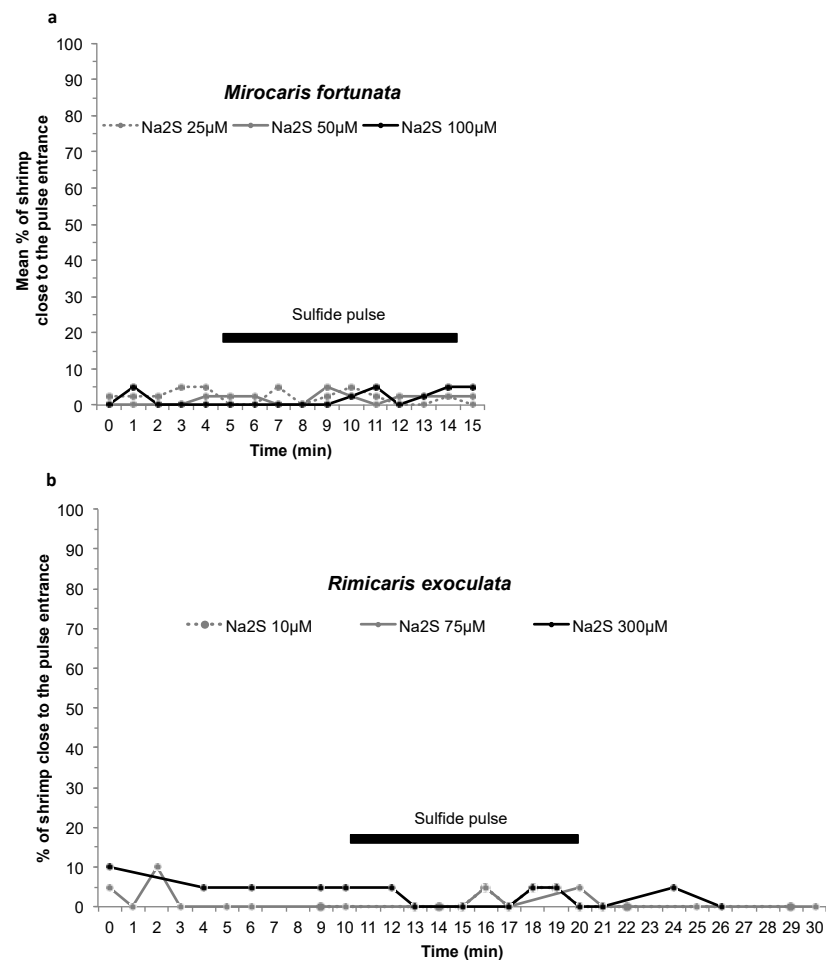 a
100
90
80
70
60
50
40
30
20
10
0
Mean % of shrimp
close to the pulse entrance
Mirocaris fortunata
Na2S 25µM Na2S 50µM Na2S 100µM
Sulfide pulse
0 1 2 3 4 5 6 7 8 9 10 11 12 13 14 15
Time (min)
b
100
90
80
70
60
50
40
30
20
10
0
% of shrimp close to the pulse entrance
Rimicaris exoculata
Na2S 10µM Na2S 75µM Na2S 300µM
Sulfide pulse
0 1 2 3 4 5 6 7 8 9 10 11 12 13 14 15 16 17 18 19 20 21 22 23 24 25 26 27 28 29 30
Time (min)